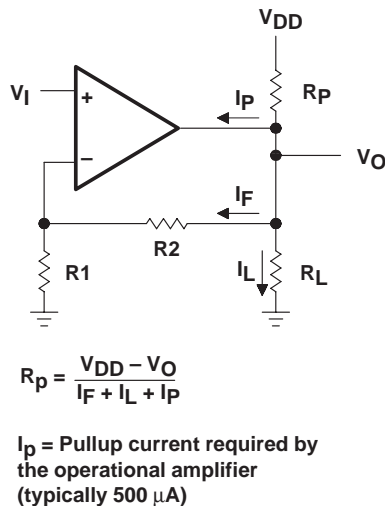 VDD
VI
+
−
IP
RP
VO
IF
R2
R1
IL
RL
Rp = VDD − VO
IF + IL + IP
Ip = Pullup current required by
the operational amplifier
(typically 500 μA)